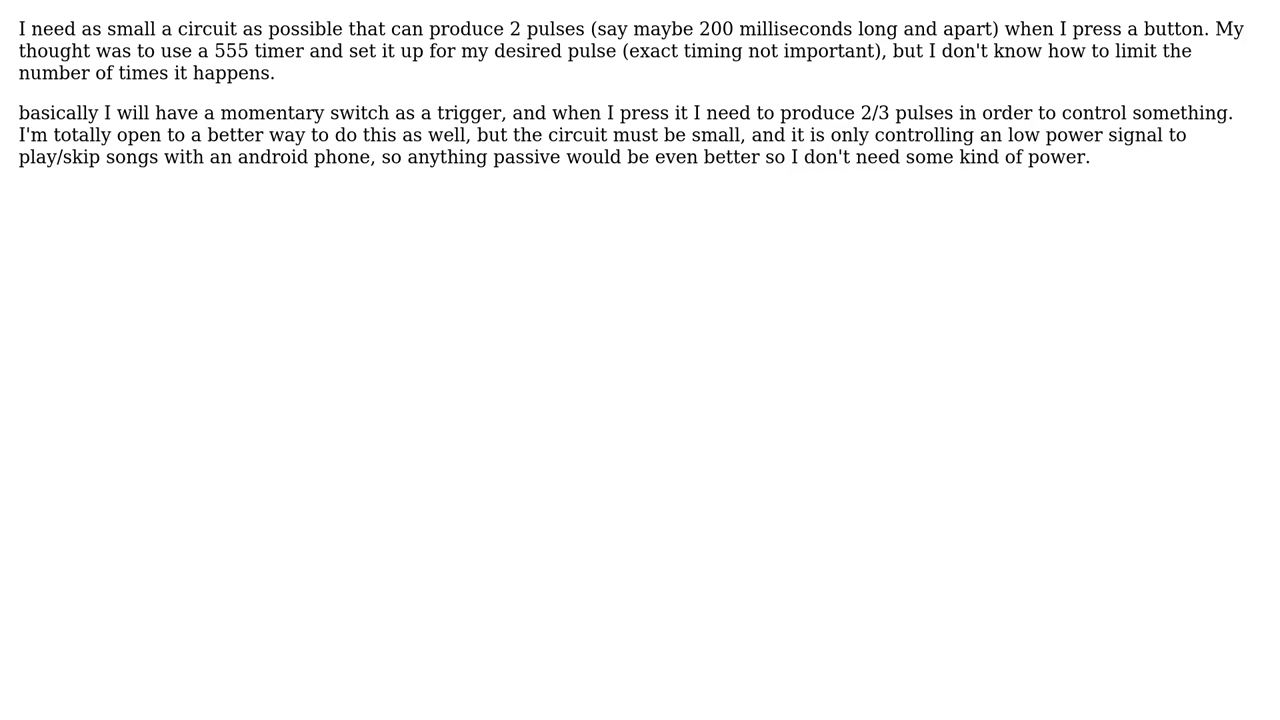 I need as small a circuit as possible that can produce 2 pulses (say maybe 200 milliseconds long and apart) when I press a button. My
thought was to use a 555 timer and set it up for my desired pulse (exact timing not important), but I don't know how to limit the
number of times it happens.
basically I will have a momentary switch as a trigger, and when I press it I need to produce 2/3 pulses in order to control something.
I'm totally open to a better way to do this as well, but the circuit must be small, and it is only controlling an low power signal to
play/skip songs with an android phone, so anything passive would be even better so I don't need some kind of power.